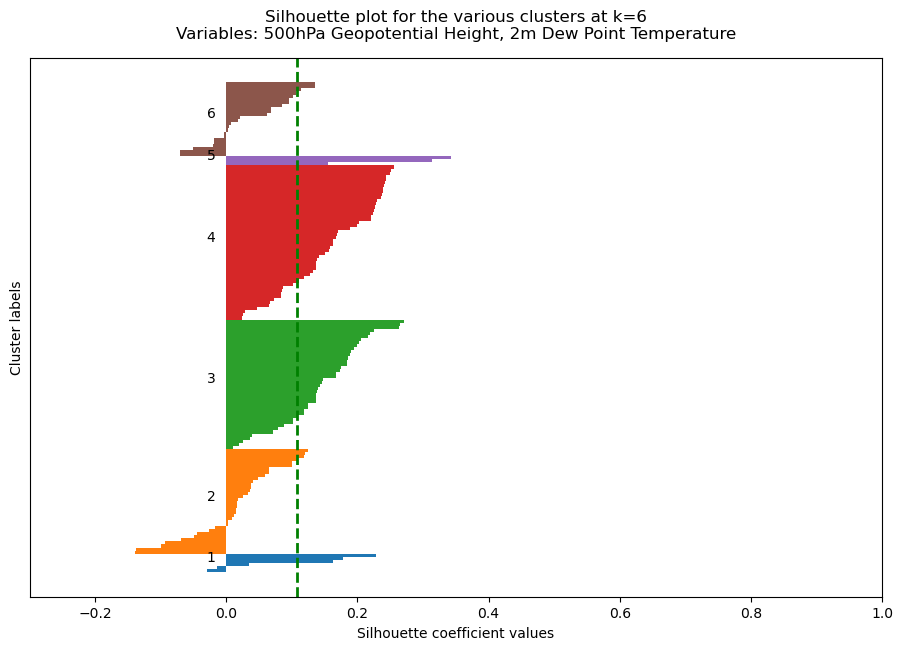 Silhouette plot for the various clusters at k=6
Variables: 500hPa Geopotential Height, 2m Dew Point Temperature
6
5
4
3
2
1
Cluster labels
−0.2 0.0 0.2 0.4 0.6 0.8 1.0
Silhouette coefficient values